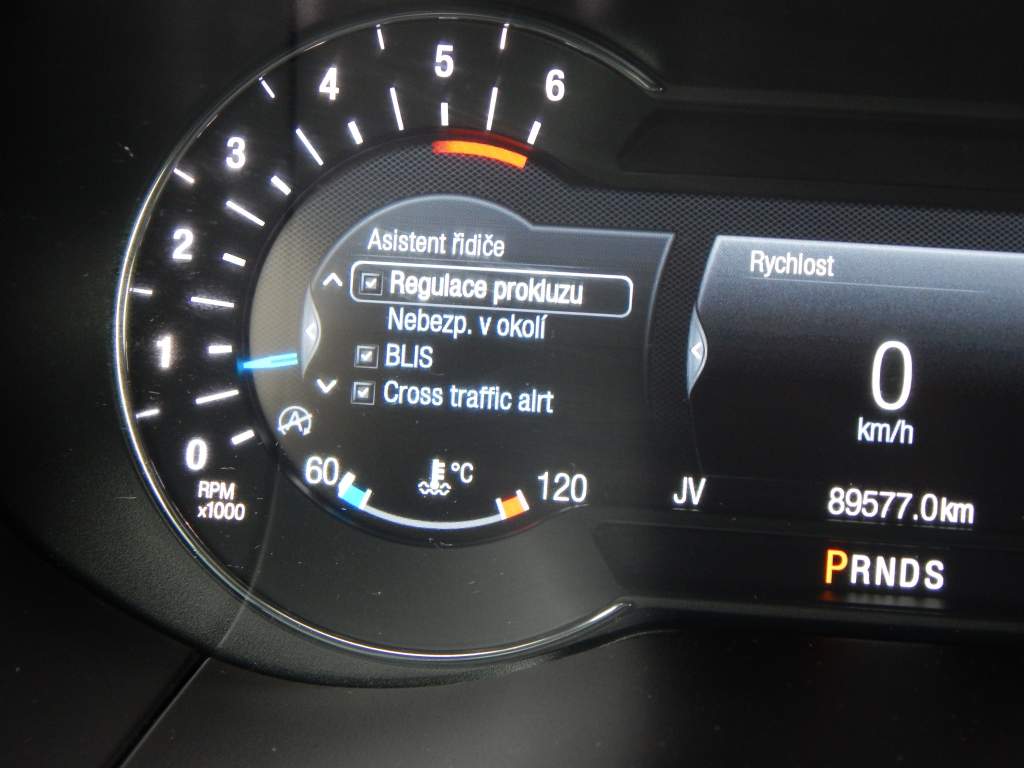 6
5
4
3
2
1
0
RPM
x1000
Asistent řidiče
Regulace prokluzu
Nebezp. v okolí
BLIS
Cross traffic alrt
A
60
°C
120
Rychlost
0
km/h
JV
89577.0km
PRNDS